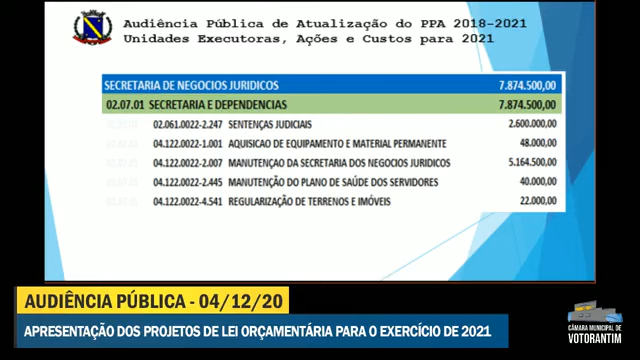 Audiência Pública de Atualização do PPA 2018-2021
Unidades Executoras, Ações e Custos para 2021
SECRETARIA DE NEGOCIOS JURIDICOS 7.874.500,00
02.07.01 SECRETARIA E DEPENDENCIAS 7.874.500,00
02.061.0022-2.247 SENTENÇAS JUDICIAIS 2.600.000,00
04.122.0022-1.001 AQUISICAO DE EQUIPAMENTO E MATERIAL PERMANENTE 48.000,00
04.122.0022-2.007 MANUTENÇAO DA SECRETARIA DOS NEGOCIOS JURIDICOS 5.164.500,00
04.122.0022-2.445 MANUTENÇÃO DO PLANO DE SAÚDE DOS SERVIDORES 40.000,00
04.122.0022-4.541 REGULARIZAÇÃO DE TERRENOS E IMÓVEIS 22.000,00
AUDIÊNCIA PÚBLICA - 04/12/20
APRESENTAÇÃO DOS PROJETOS DE LEI ORÇAMENTÁRIA PARA O EXERCÍCIO DE 2021
CÂMARA MUNICIPAL DE
VOTORANTIM